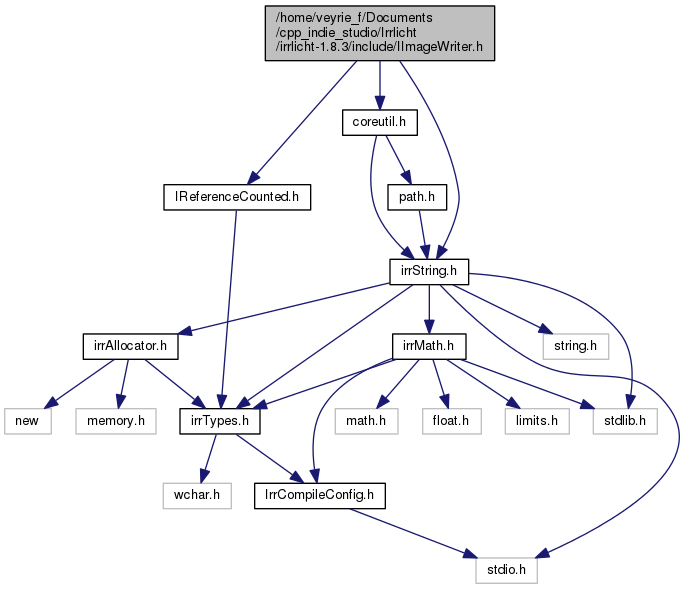 /home/veyrie_f/Documents
/cpp_indie_studio/Irrlicht
/irrlicht-1.8.3/include/IImageWriter.h
coreutil.h
IReferenceCounted.h
path.h
irrString.h
irrAllocator.h
irrMath.h
string.h
new
memory.h
irrTypes.h
math.h
float.h
limits.h
stdlib.h
wchar.h
IrrCompileConfig.h
stdio.h